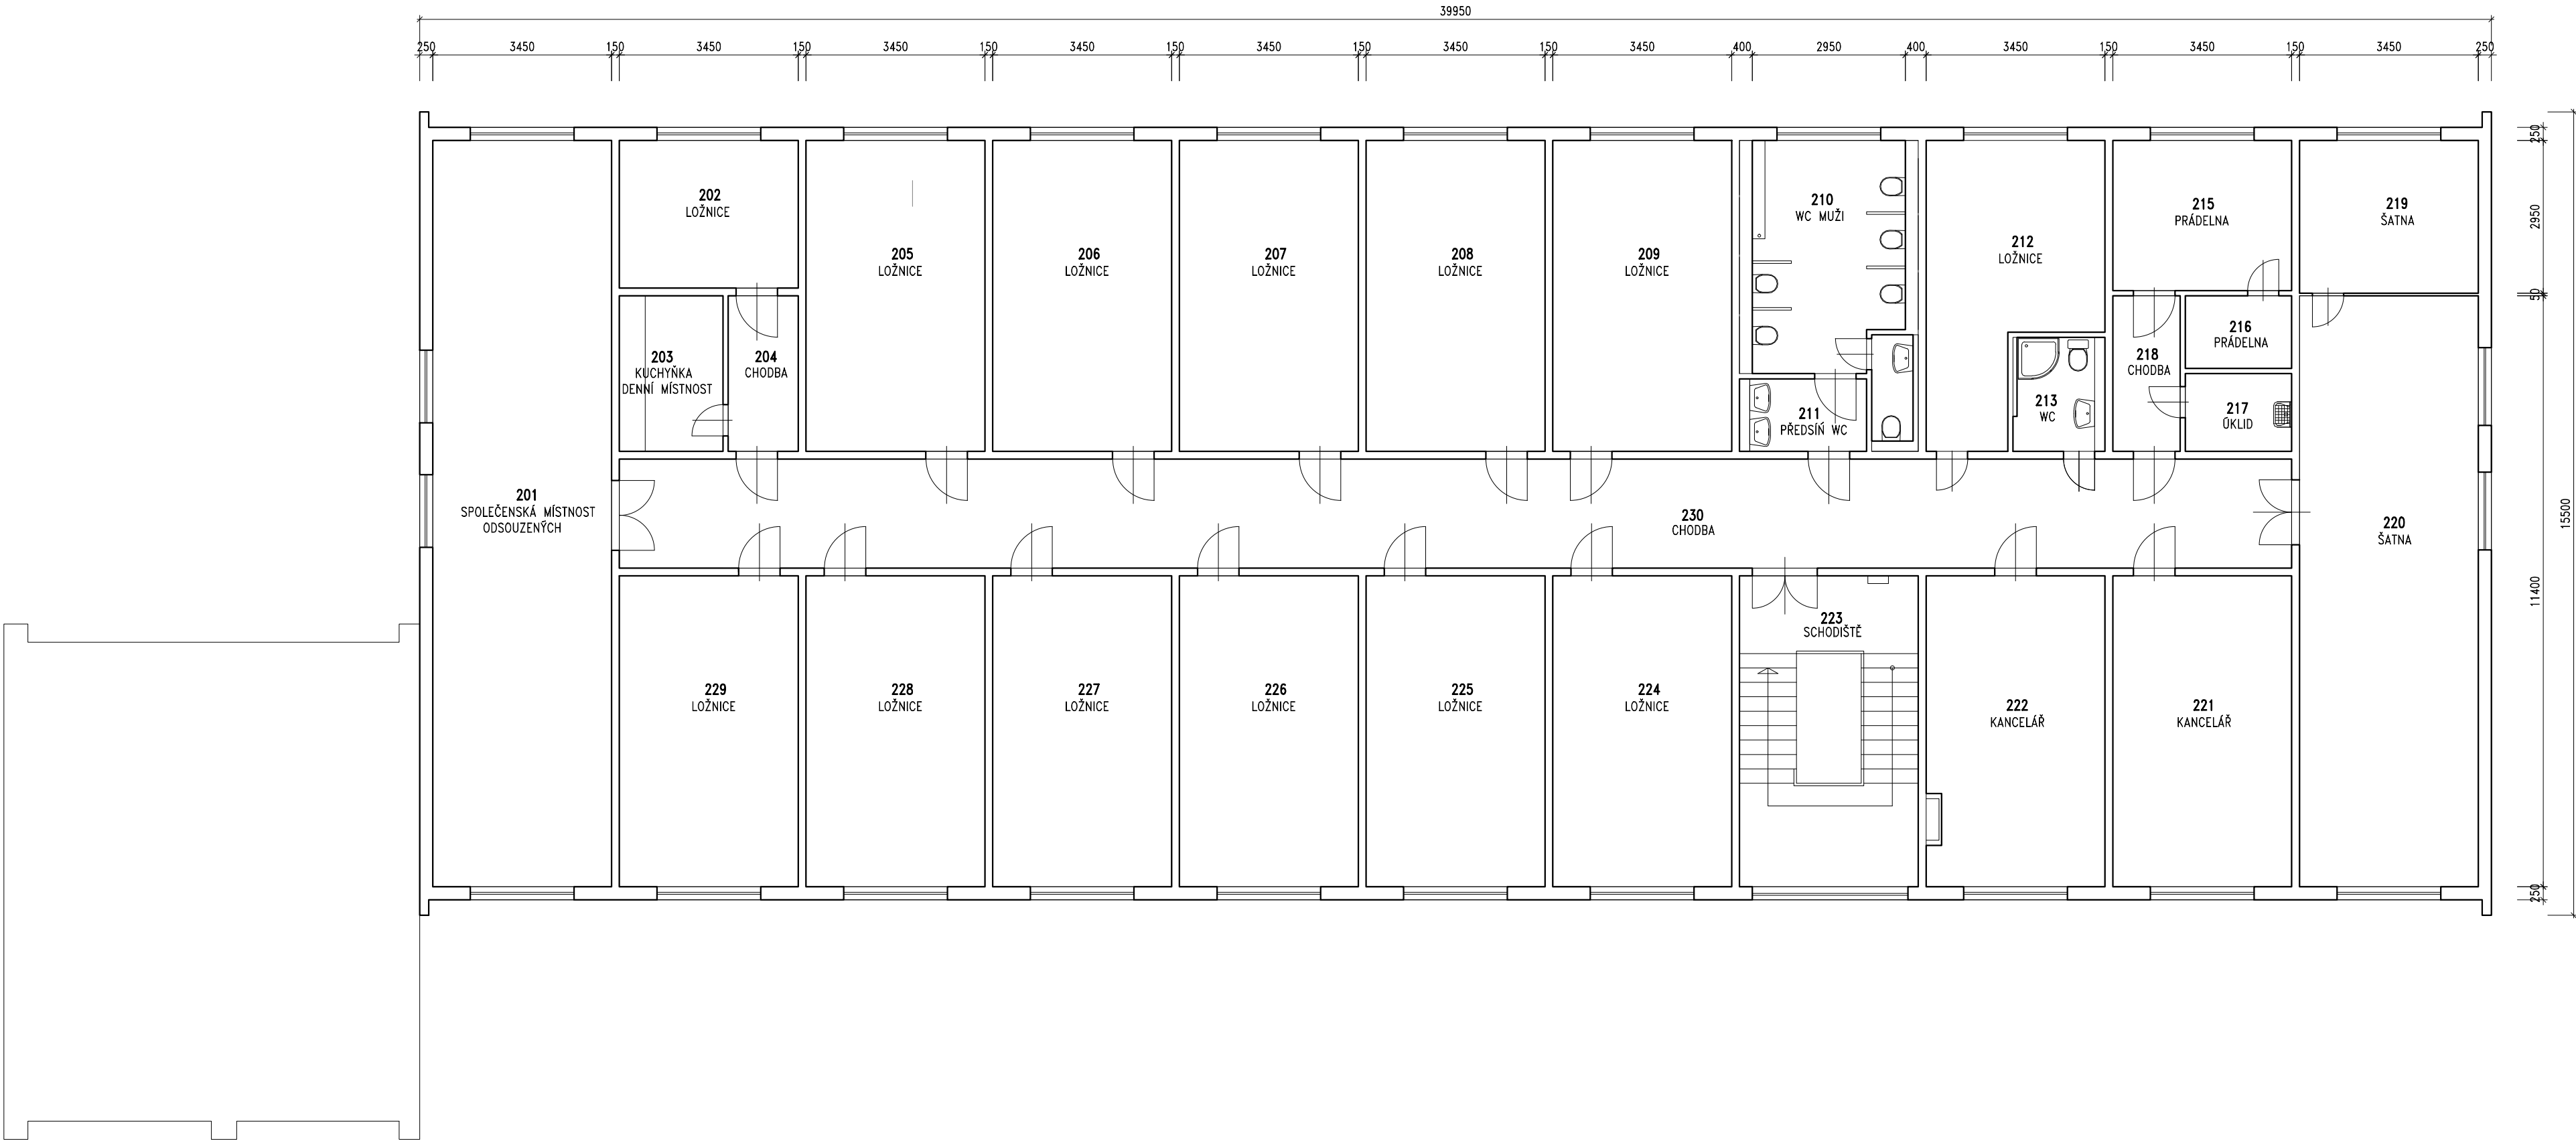 39950
250 3450 150 3450 150 3450 150 3450 150 3450 150 3450 150 3450 400 2950 400 3450 150 3450 150 3450 250
202
LOŽNICE
205
LOŽNICE
206
LOŽNICE
207
LOŽNICE
208
LOŽNICE
209
LOŽNICE
210
WC MUŽI
212
LOŽNICE
215
PRÁDELNA
219
ŠATNA
203
KUCHYŇKA
DENNÍ MÍSTNOST
204
CHODBA
211
PŘEDSÍŇ WC
213
WC
218
CHODBA
216
PRÁDELNA
217
ÚKLID
201
SPOLEČENSKÁ MÍSTNOST
ODSOUZENÝCH
230
CHODBA
220
ŠATNA
229
LOŽNICE
228
LOŽNICE
227
LOŽNICE
226
LOŽNICE
225
LOŽNICE
224
LOŽNICE
223
SCHODIŠTĚ
222
KANCELÁŘ
221
KANCELÁŘ
250
2950
50
11400
250
15500